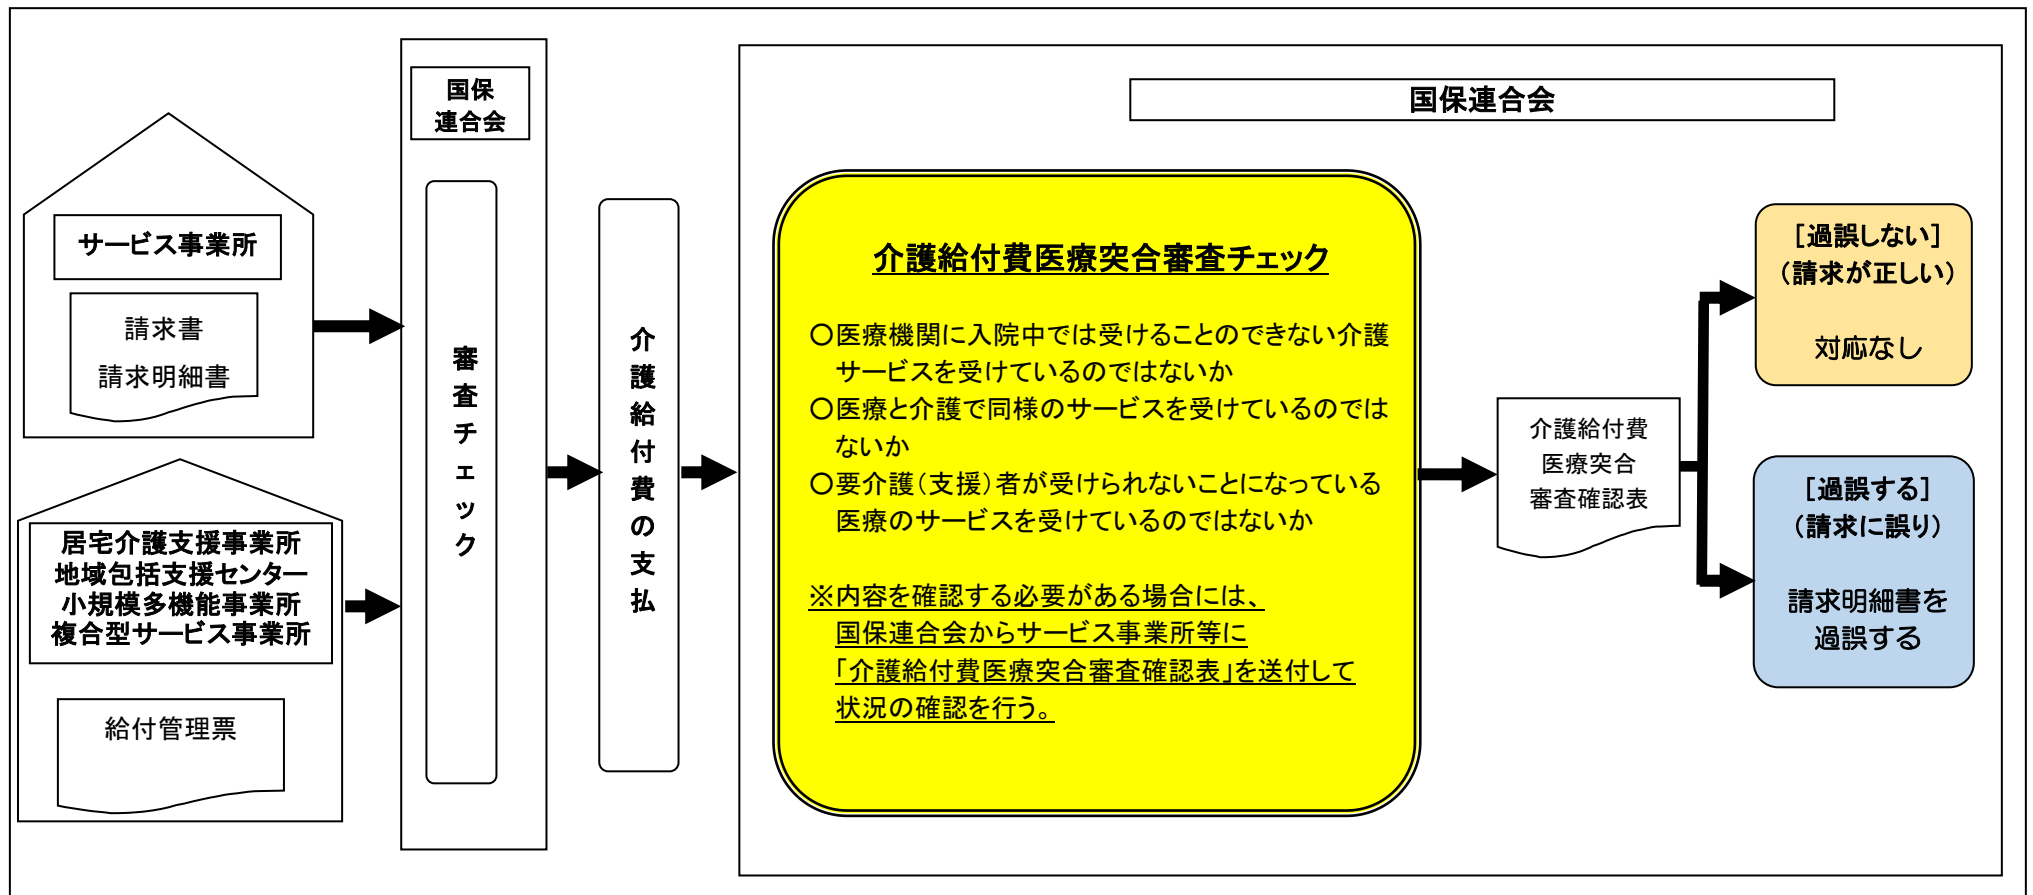 サービス事業所
請求書
請求明細書
居宅介護支援事業所
地域包括支援センター
小規模多機能事業所
複合型サービス事業所
給付管理票
国保
連合会
審査チェック
介護給付費の支払
国保連合会
介護給付費医療突合審査チェック
○医療機関に入院中では受けることのできない介護
サービスを受けているのではないか
○医療と介護で同様のサービスを受けているのでは
ないか
○要介護(支援)者が受けられないことになっている
医療のサービスを受けているのではないか
※内容を確認する必要がある場合には、
国保連合会からサービス事業所等に
「介護給付費医療突合審査確認表」を送付して
状況の確認を行う。
介護給付費
医療突合
審査確認表
[過誤しない]
(請求が正しい)
対応なし
[過誤する]
(請求に誤り)
請求明細書を
過誤する